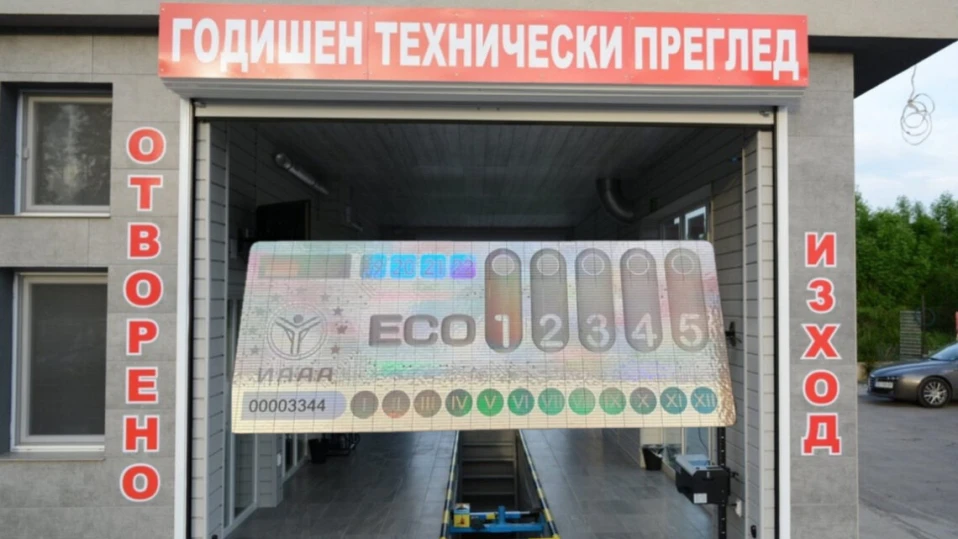 ГОДИШЕН ТЕХНИЧЕСКИ ПРЕГЛЕД
ОТВОРЕНО
ИЗХОД
ECO 1 2 3 4 5
ИААА
00003344 I II III IV V VI VII VIII IX X XI XII